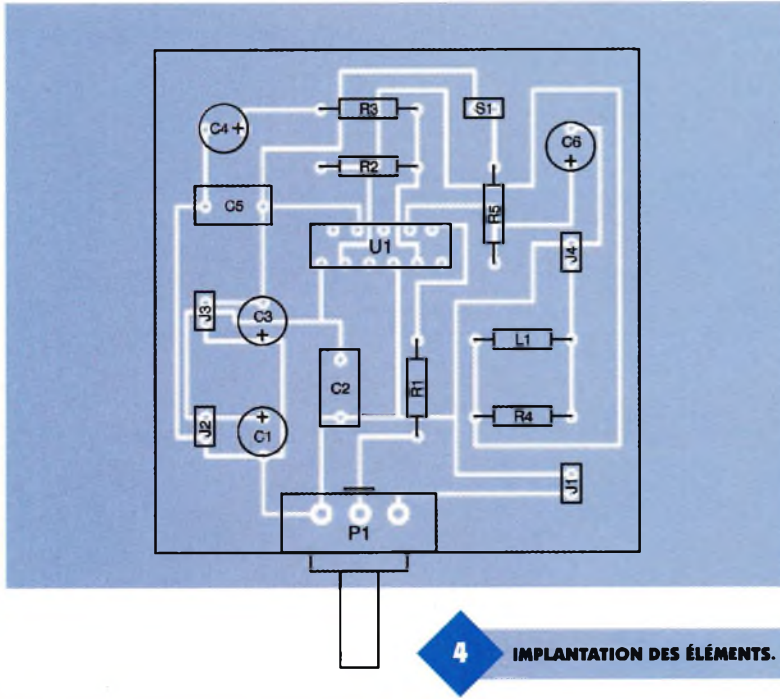 C4 +
R3
S1
C6
+
R2
C5
R5
U1
J4
J3
C3
+
L1
C2
R1
+
C1
J2
R4
J1
P1
4
IMPLANTATION DES ÉLÉMENTS.